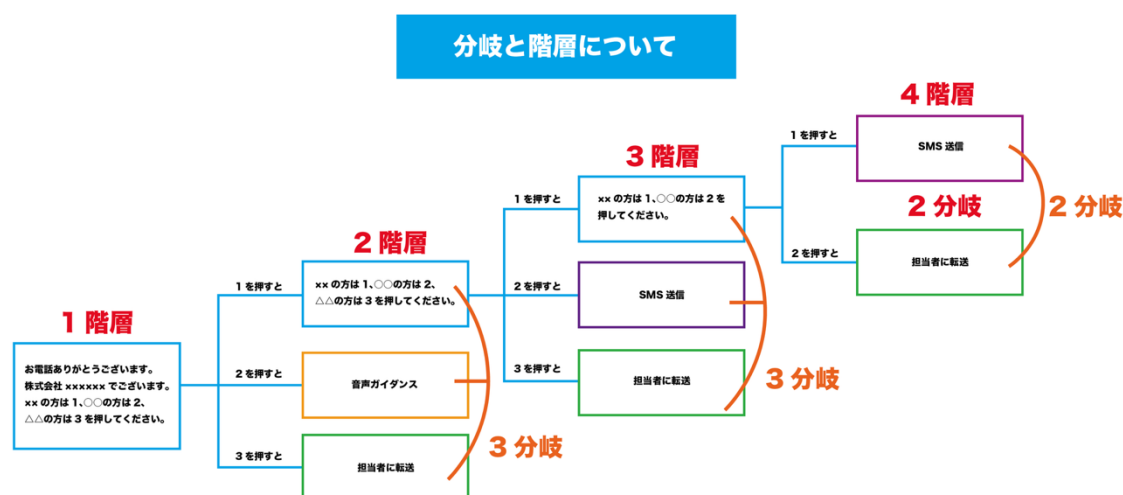 分岐と階層について
1 階層
お電話ありがとうございます。
株式会社 ×××××× でございます。
×× の方は 1、○○の方は 2、
△△の方は 3 を押してください。
1 を押すと
2 を押すと
3 を押すと
2 階層
×× の方は 1、○○の方は 2、
△△の方は 3 を押してください。
音声ガイダンス
担当者に転送
3 分岐
1 を押すと
2 を押すと
3 を押すと
3 階層
×× の方は 1、○○の方は 2 を
押してください。
SMS 送信
担当者に転送
3 分岐
1 を押すと
2 を押すと
4 階層
SMS 送信
2 分岐
2 分岐
担当者に転送